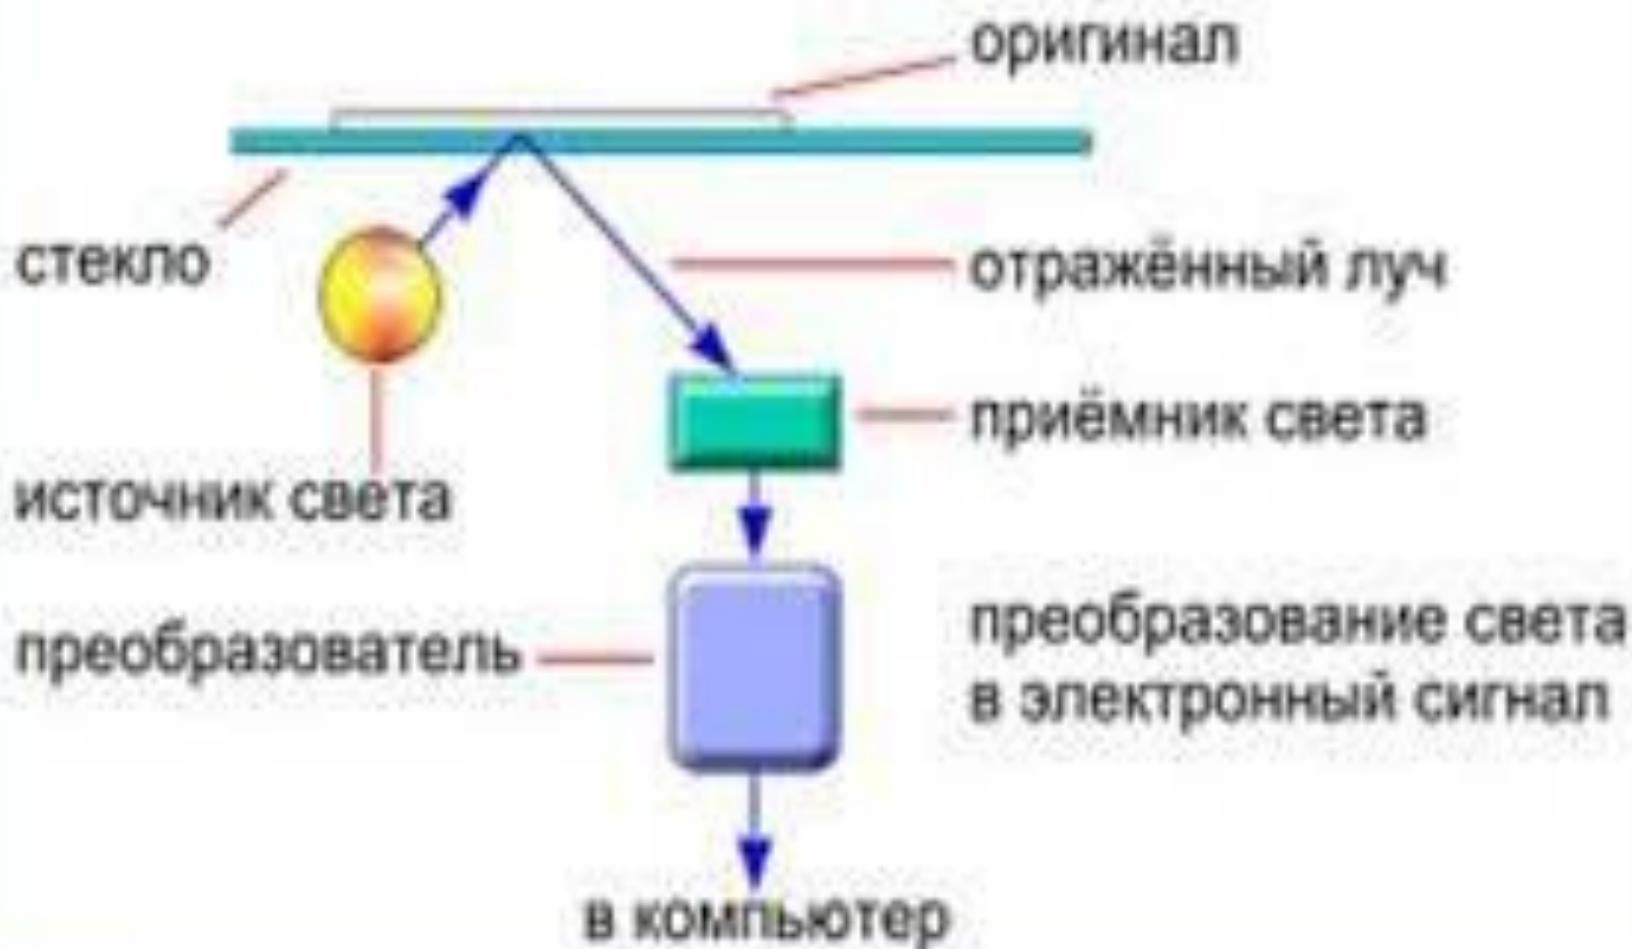 оригинал
стекло
отражённый луч
приёмник света
источник света
преобразователь
преобразование света
в электронный сигнал
в компьютер